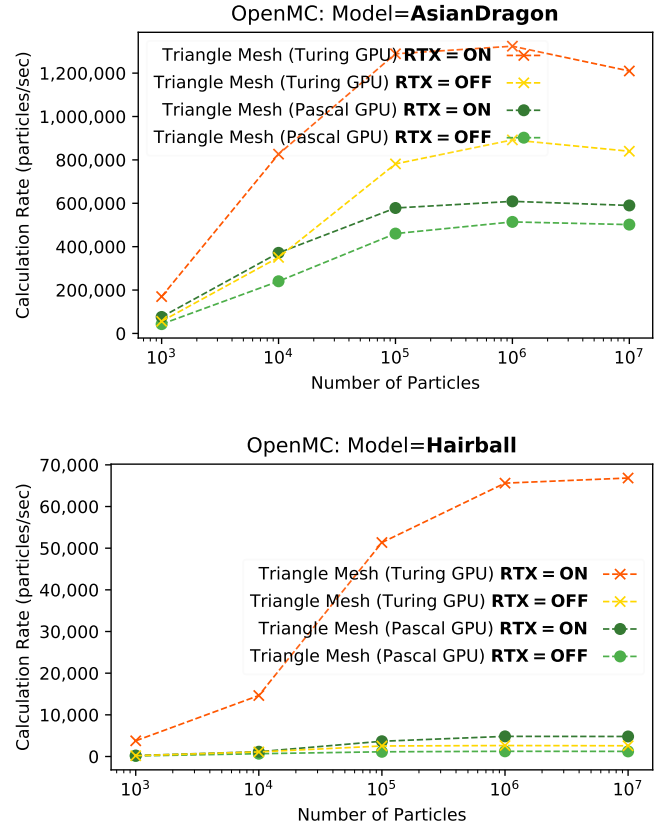 OpenMC: Model=AsianDragon
Calculation Rate (particles/sec)
1,200,000
1,000,000
800,000
600,000
400,000
200,000
0
Triangle Mesh (Turing GPU) RTX = ON
Triangle Mesh (Turing GPU) RTX = OFF
Triangle Mesh (Pascal GPU) RTX = ON
Triangle Mesh (Pascal GPU) RTX = OFF
10³ 10⁴ 10⁵ 10⁶ 10⁷
Number of Particles
OpenMC: Model=Hairball
Calculation Rate (particles/sec)
70,000
60,000
50,000
40,000
30,000
20,000
10,000
0
Triangle Mesh (Turing GPU) RTX = ON
Triangle Mesh (Turing GPU) RTX = OFF
Triangle Mesh (Pascal GPU) RTX = ON
Triangle Mesh (Pascal GPU) RTX = OFF
10³ 10⁴ 10⁵ 10⁶ 10⁷
Number of Particles